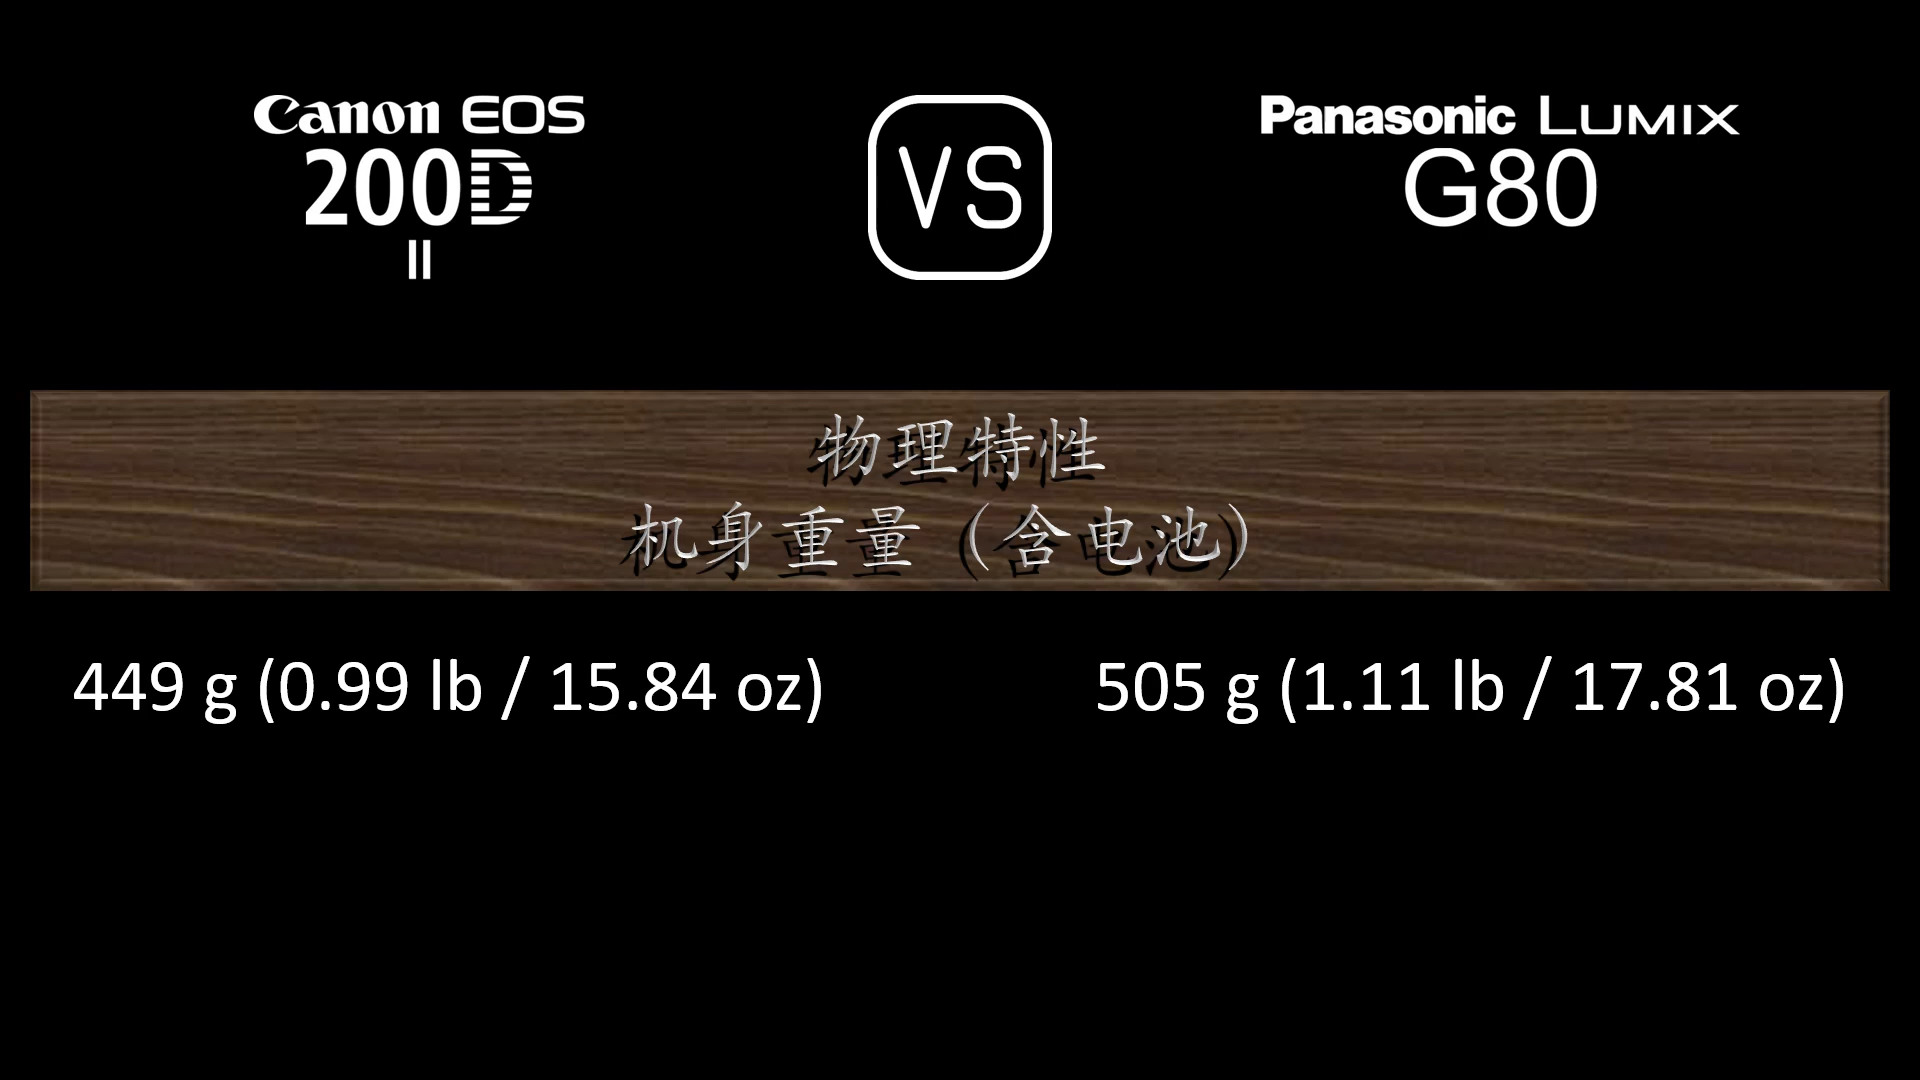 Canon EOS
200D
II
VS
Panasonic LUMIX
G80
物理特性
机身重量（含电池）
449 g (0.99 lb / 15.84 oz)
505 g (1.11 lb / 17.81 oz)